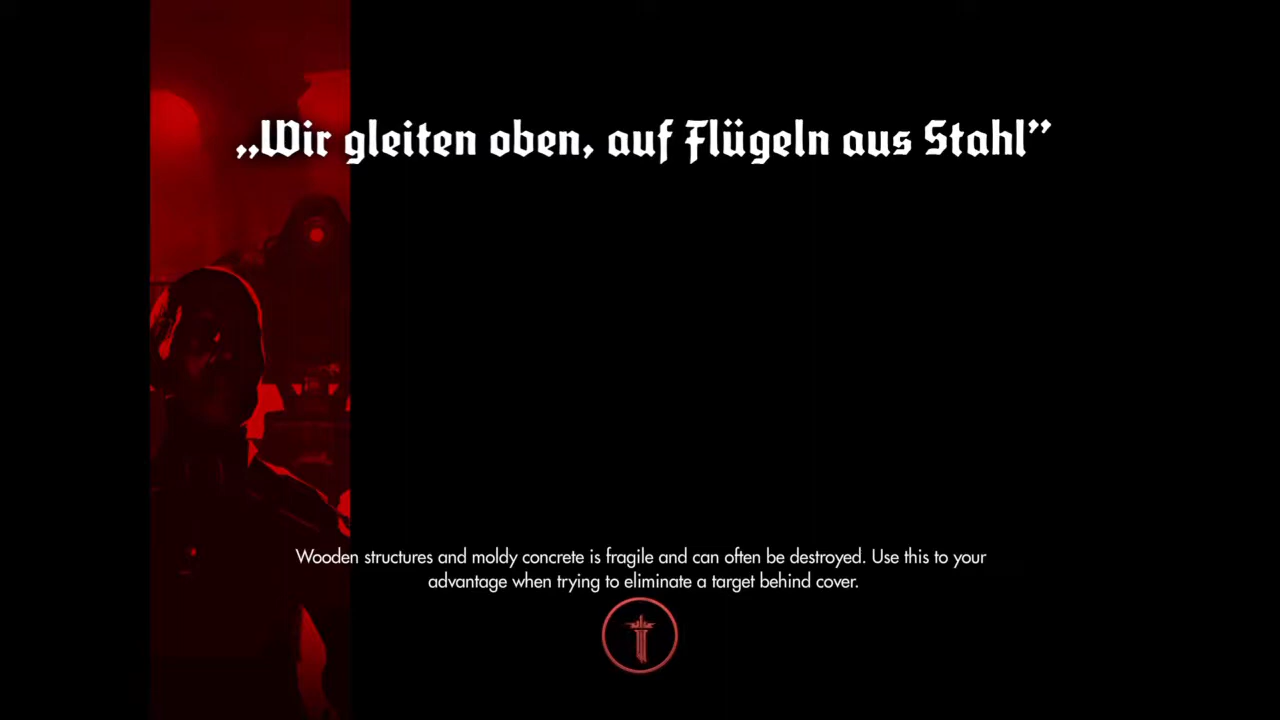 „Wir gleiten oben, auf Flügeln aus Stahl”
Wooden structures and moldy concrete is fragile and can often be destroyed. Use this to your
advantage when trying to eliminate a target behind cover.